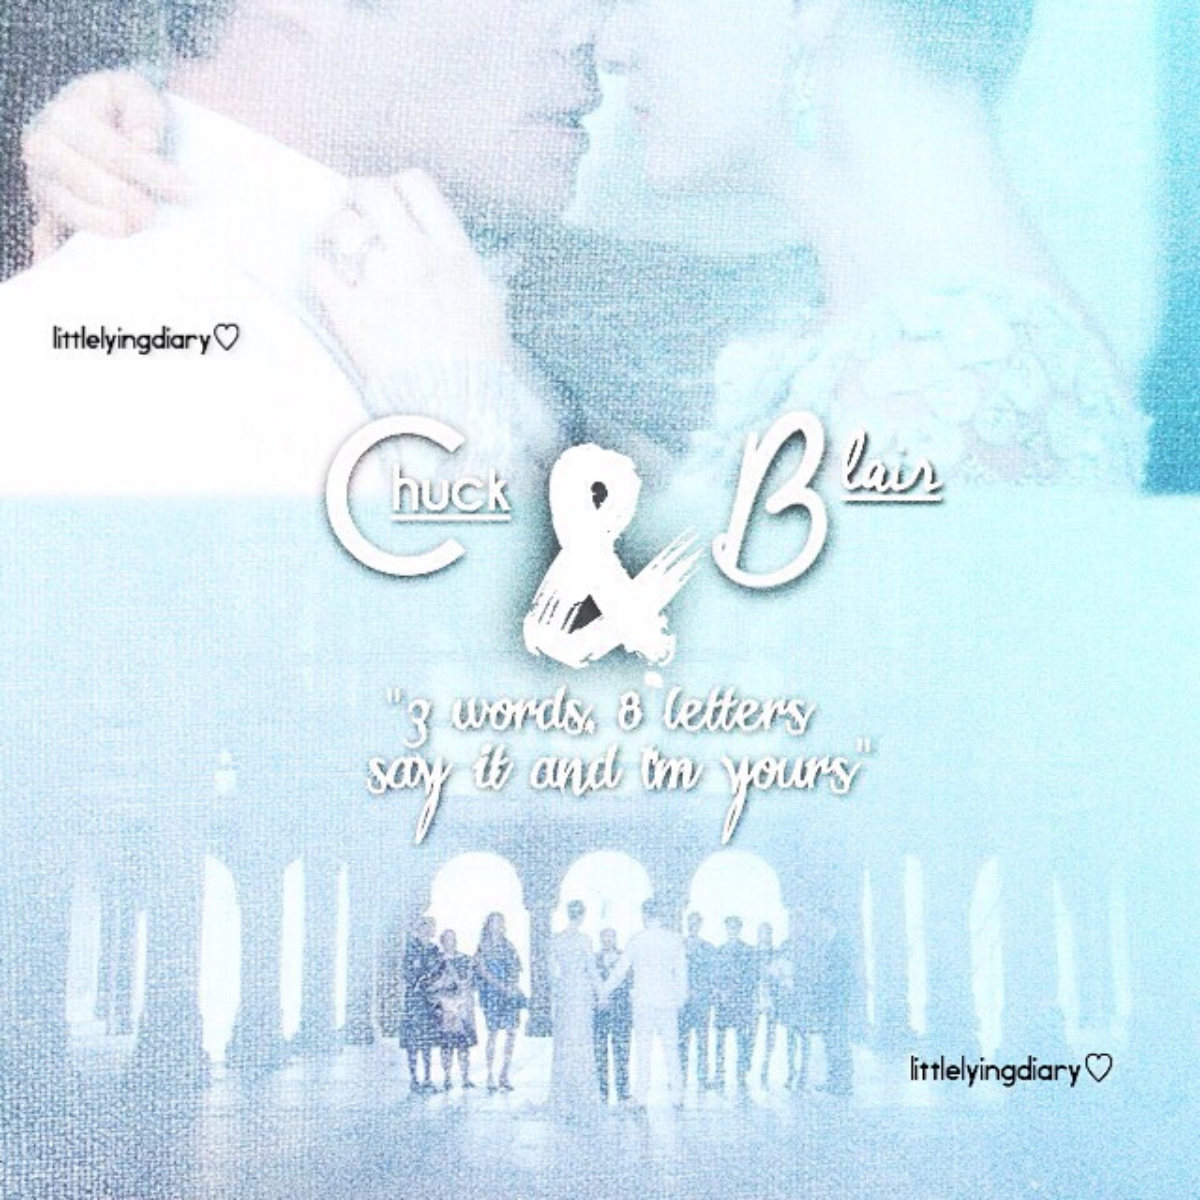 littlelyingdiary♡
Chuck & Blair
"3 words, 8 letters
say it and i'm yours"
littlelyingdiary♡